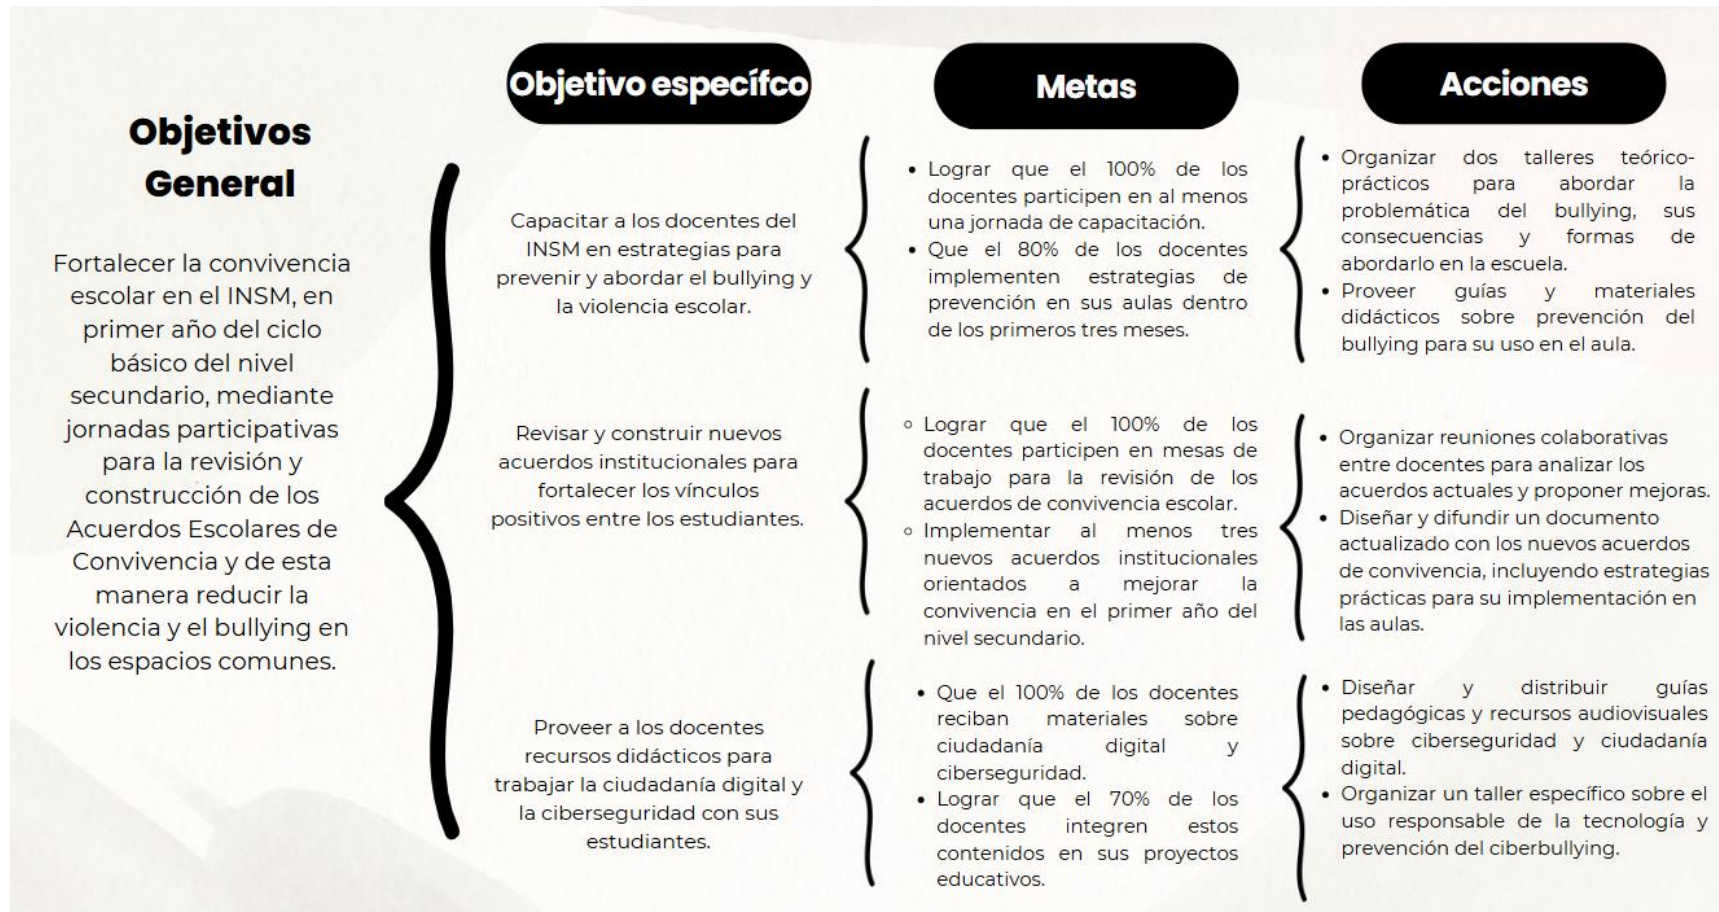 Objetivos
General
Fortalecer la convivencia
escolar en el INSM, en
primer año del ciclo
básico del nivel
secundario, mediante
jornadas participativas
para la revisión y
construcción de los
Acuerdos Escolares de
Convivencia y de esta
manera reducir la
violencia y el bullying en
los espacios comunes.
Objetivo específco
Capacitar a los docentes del
INSM en estrategias para
prevenir y abordar el bullying y
la violencia escolar.
Revisar y construir nuevos
acuerdos institucionales para
fortalecer los vínculos
positivos entre los estudiantes.
Proveer a los docentes
recursos didácticos para
trabajar la ciudadanía digital y
la ciberseguridad con sus
estudiantes.
Metas
• Lograr que el 100% de los
docentes participen en al menos
una jornada de capacitación.
• Que el 80% de los docentes
implementen estrategias de
prevención en sus aulas dentro
de los primeros tres meses.
◦ Lograr que el 100% de los
docentes participen en mesas de
trabajo para la revisión de los
acuerdos de convivencia escolar.
◦ Implementar al menos tres
nuevos acuerdos institucionales
orientados a mejorar la
convivencia en el primer año del
nivel secundario.
• Que el 100% de los docentes
reciban materiales sobre
ciudadanía digital y
ciberseguridad.
• Lograr que el 70% de los
docentes integren estos
contenidos en sus proyectos
educativos.
Acciones
• Organizar dos talleres teórico-
prácticos para abordar la
problemática del bullying, sus
consecuencias y formas de
abordarlo en la escuela.
• Proveer guías y materiales
didácticos sobre prevención del
bullying para su uso en el aula.
• Organizar reuniones colaborativas
entre docentes para analizar los
acuerdos actuales y proponer mejoras.
• Diseñar y difundir un documento
actualizado con los nuevos acuerdos
de convivencia, incluyendo estrategias
prácticas para su implementación en
las aulas.
• Diseñar y distribuir guías
pedagógicas y recursos audiovisuales
sobre ciberseguridad y ciudadanía
digital.
• Organizar un taller específico sobre el
uso responsable de la tecnología y
prevención del ciberbullying.